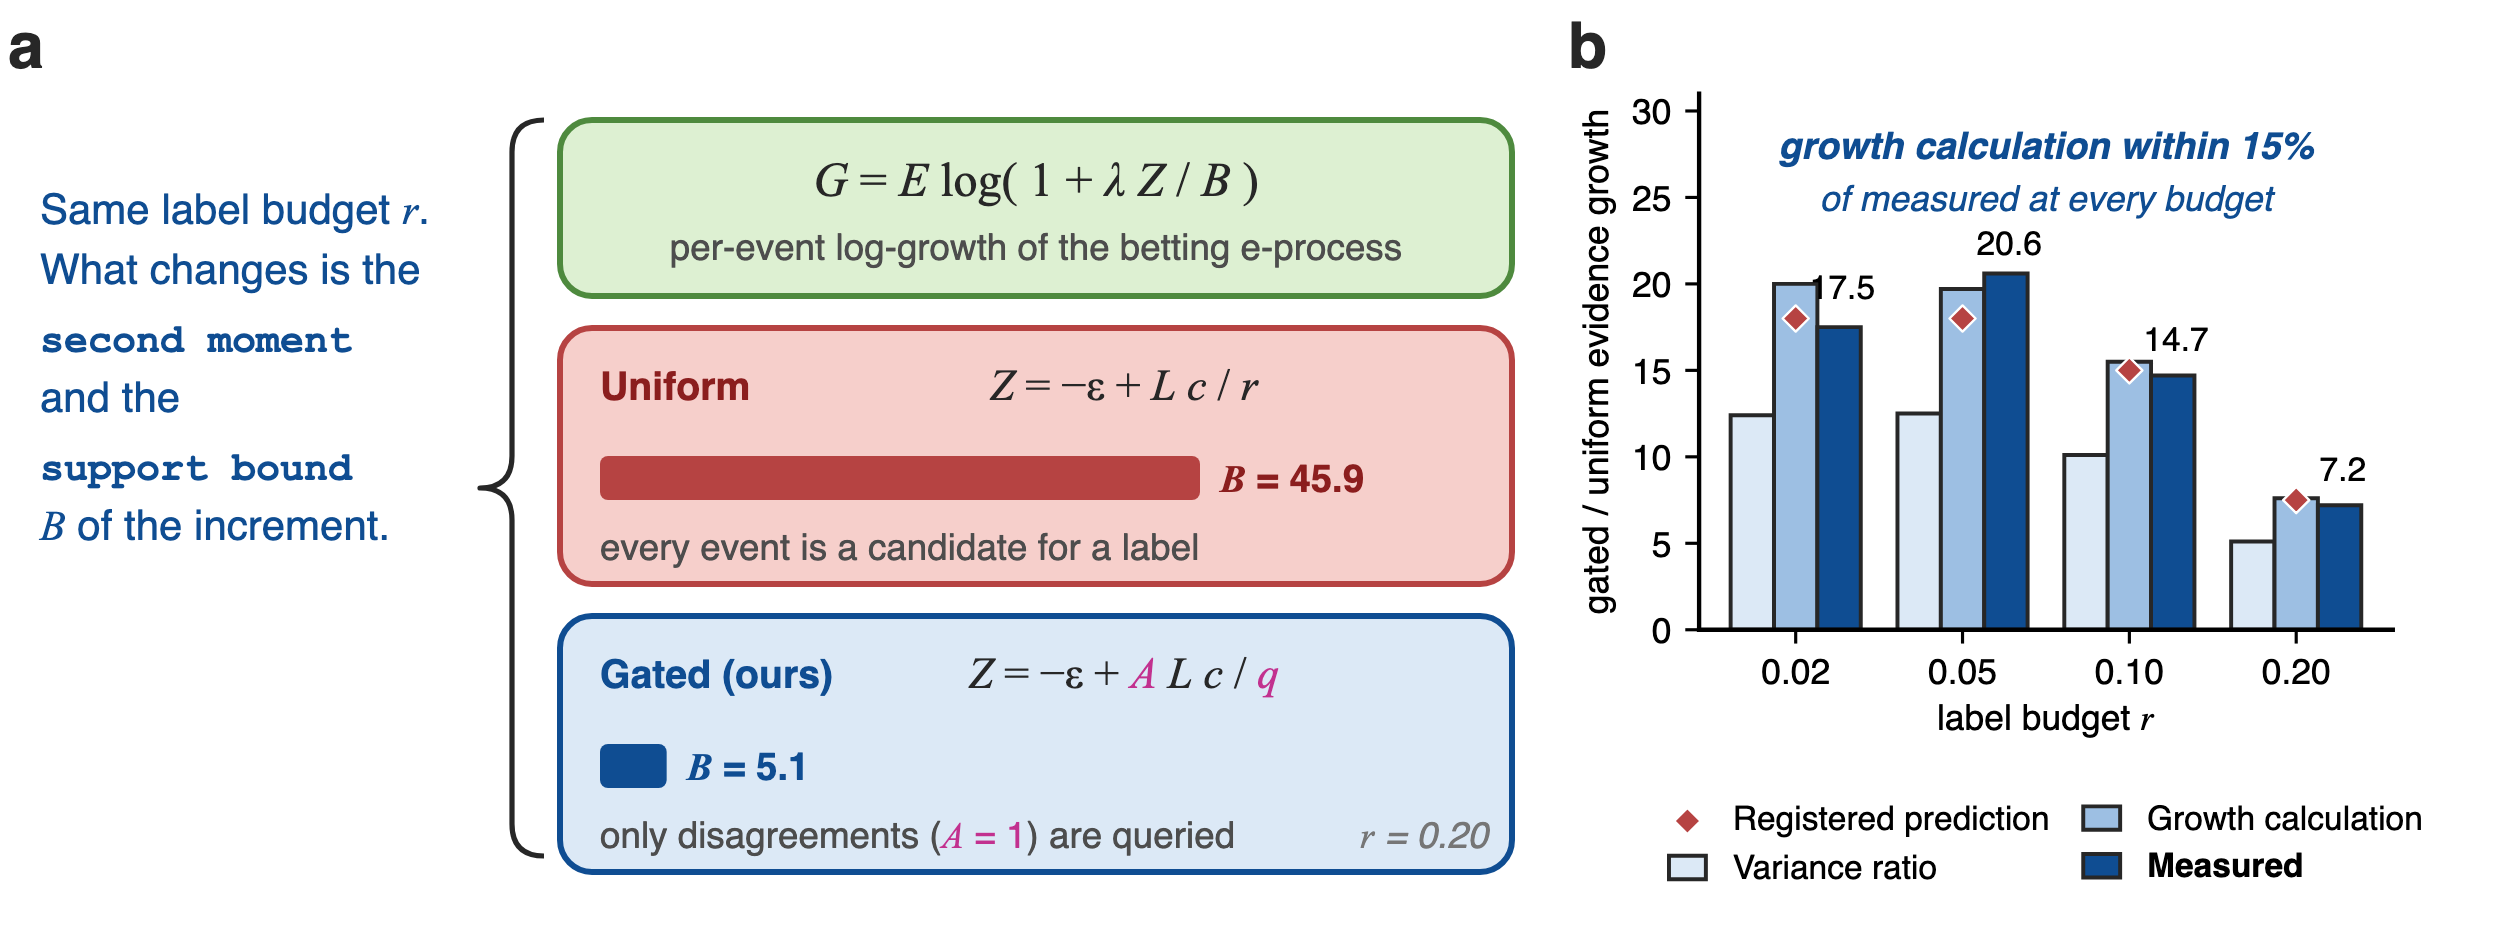 a
Same label budget r.
What changes is the
second moment
and the
support bound
B of the increment.
G = E log( 1 + λ Z / B )
per-event log-growth of the betting e-process
Uniform
Z = −ε + L c / r
B = 45.9
every event is a candidate for a label
Gated (ours)
Z = −ε + A L c / q
B = 5.1
only disagreements (A = 1) are queried
r = 0.20
b
gated / uniform evidence growth
30
25
20
15
10
5
0
growth calculation within 15%
of measured at every budget
17.5
20.6
14.7
7.2
0.02
0.05
0.10
0.20
label budget r
Registered prediction
Variance ratio
Growth calculation
Measured